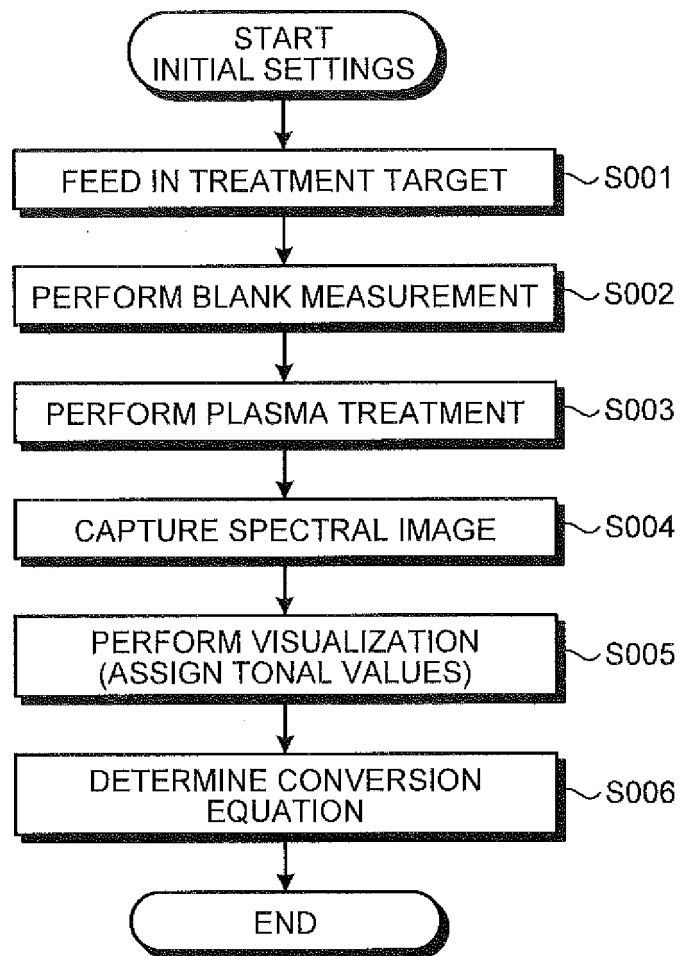 START
INITIAL SETTINGS
FEED IN TREATMENT TARGET
S001
PERFORM BLANK MEASUREMENT
S002
PERFORM PLASMA TREATMENT
S003
CAPTURE SPECTRAL IMAGE
S004
PERFORM VISUALIZATION
(ASSIGN TONAL VALUES)
S005
DETERMINE CONVERSION
EQUATION
S006
END